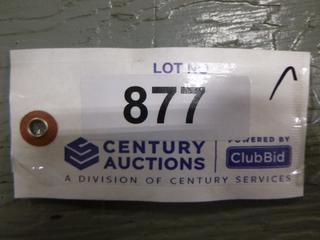 LOT NO
877
CENTURY
AUCTIONS
POWERED BY
ClubBid
A DIVISION OF CENTURY SERVICES